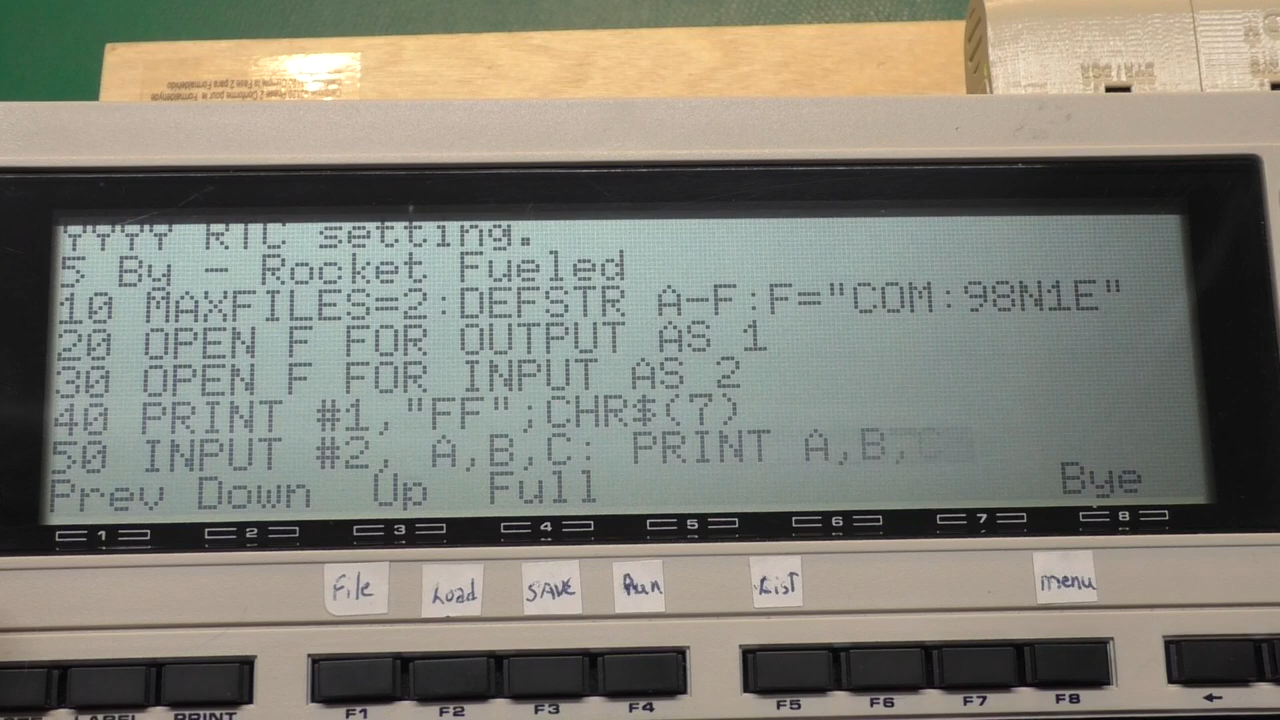 DTR/DSR
YYYY RTC setting.
5 By - Rocket Fueled
10 MAXFILES=2:DEFSTR A-F:F="COM:98N1E"
20 OPEN F FOR OUTPUT AS 1
30 OPEN F FOR INPUT AS 2
40 PRINT #1,"FF";CHR$(7)
50 INPUT #2, A,B,C: PRINT A,B,C
Prev Down Up Full Bye
1 2 3 4 5 6 7 8
File Load SAVE Run List menu
LABEL PRINT F1 F2 F3 F4 F5 F6 F7 F8 ←